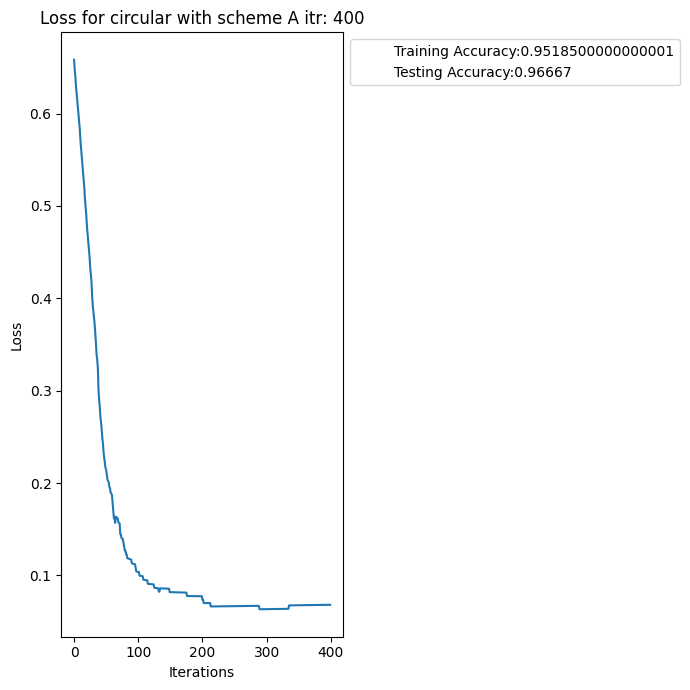 Loss for circular with scheme A itr: 400
Training Accuracy:0.9518500000000001
Testing Accuracy:0.96667
0.6
0.5
0.4
0.3
0.2
0.1
Loss
0 100 200 300 400
Iterations